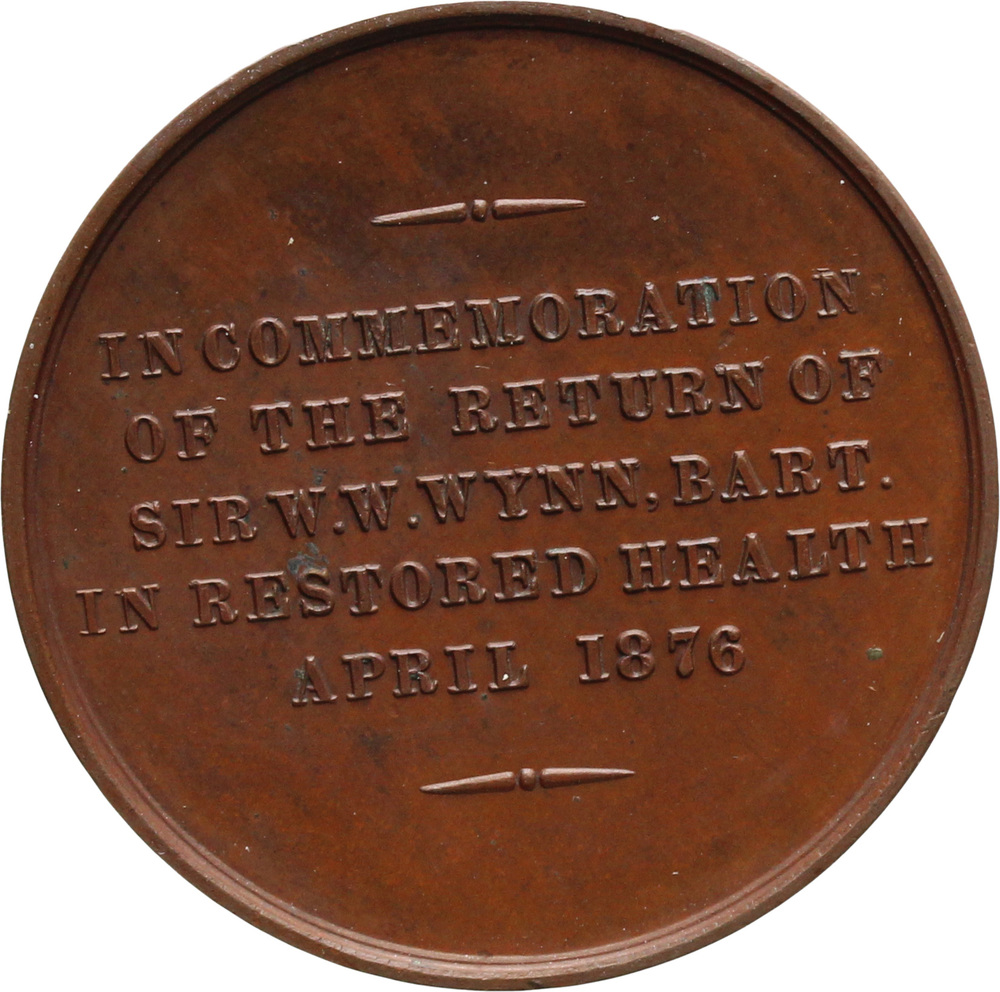 IN COMMEMORATION
OF THE RETURN OF
SIR W.W.WYNN, BART.
IN RESTORED HEALTH
APRIL 1876